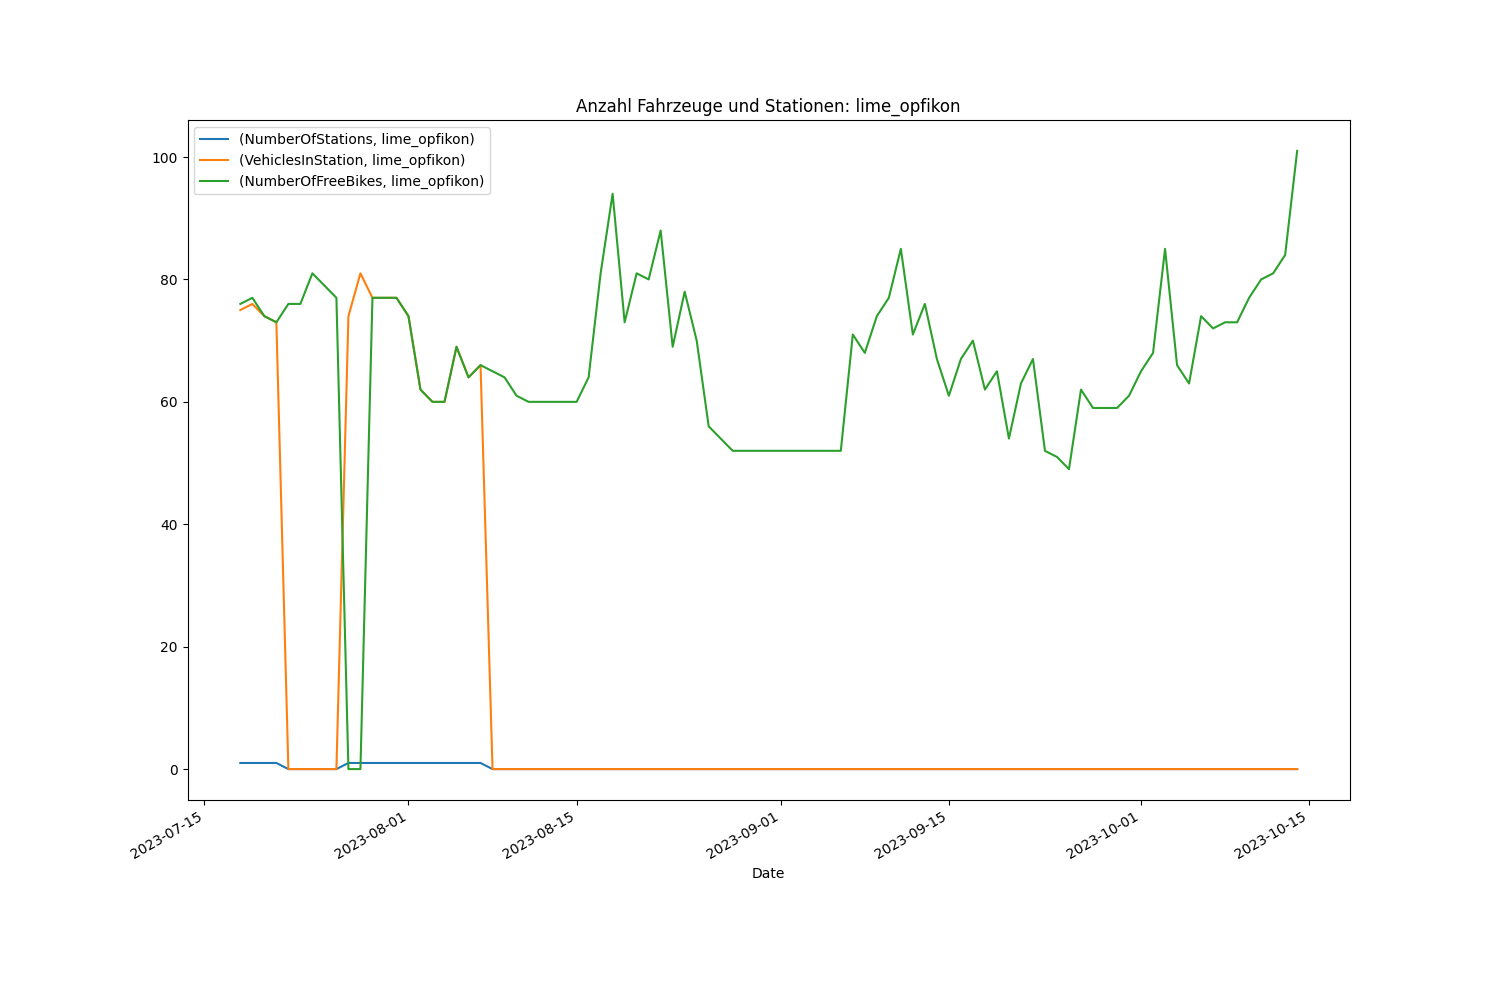 Anzahl Fahrzeuge und Stationen: lime_opfikon
(NumberOfStations, lime_opfikon)
(VehiclesInStation, lime_opfikon)
(NumberOfFreeBikes, lime_opfikon)
100
80
60
40
20
0
2023-07-15
2023-08-01
2023-08-15
2023-09-01
2023-09-15
2023-10-01
2023-10-15
Date